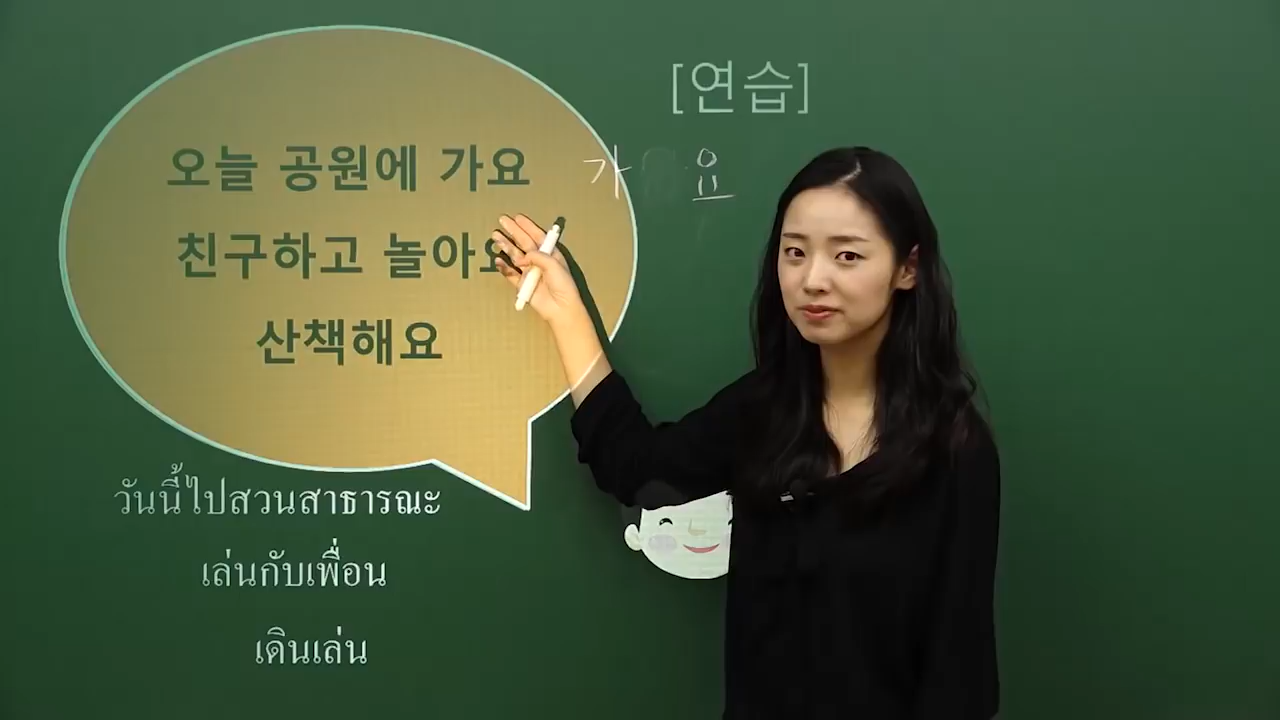 [연습]
오늘 공원에 가요
가 요
친구하고 놀아요
산책해요
วันนี้ไปสวนสาธารณะ
เล่นกับเพื่อน
เดินเล่น